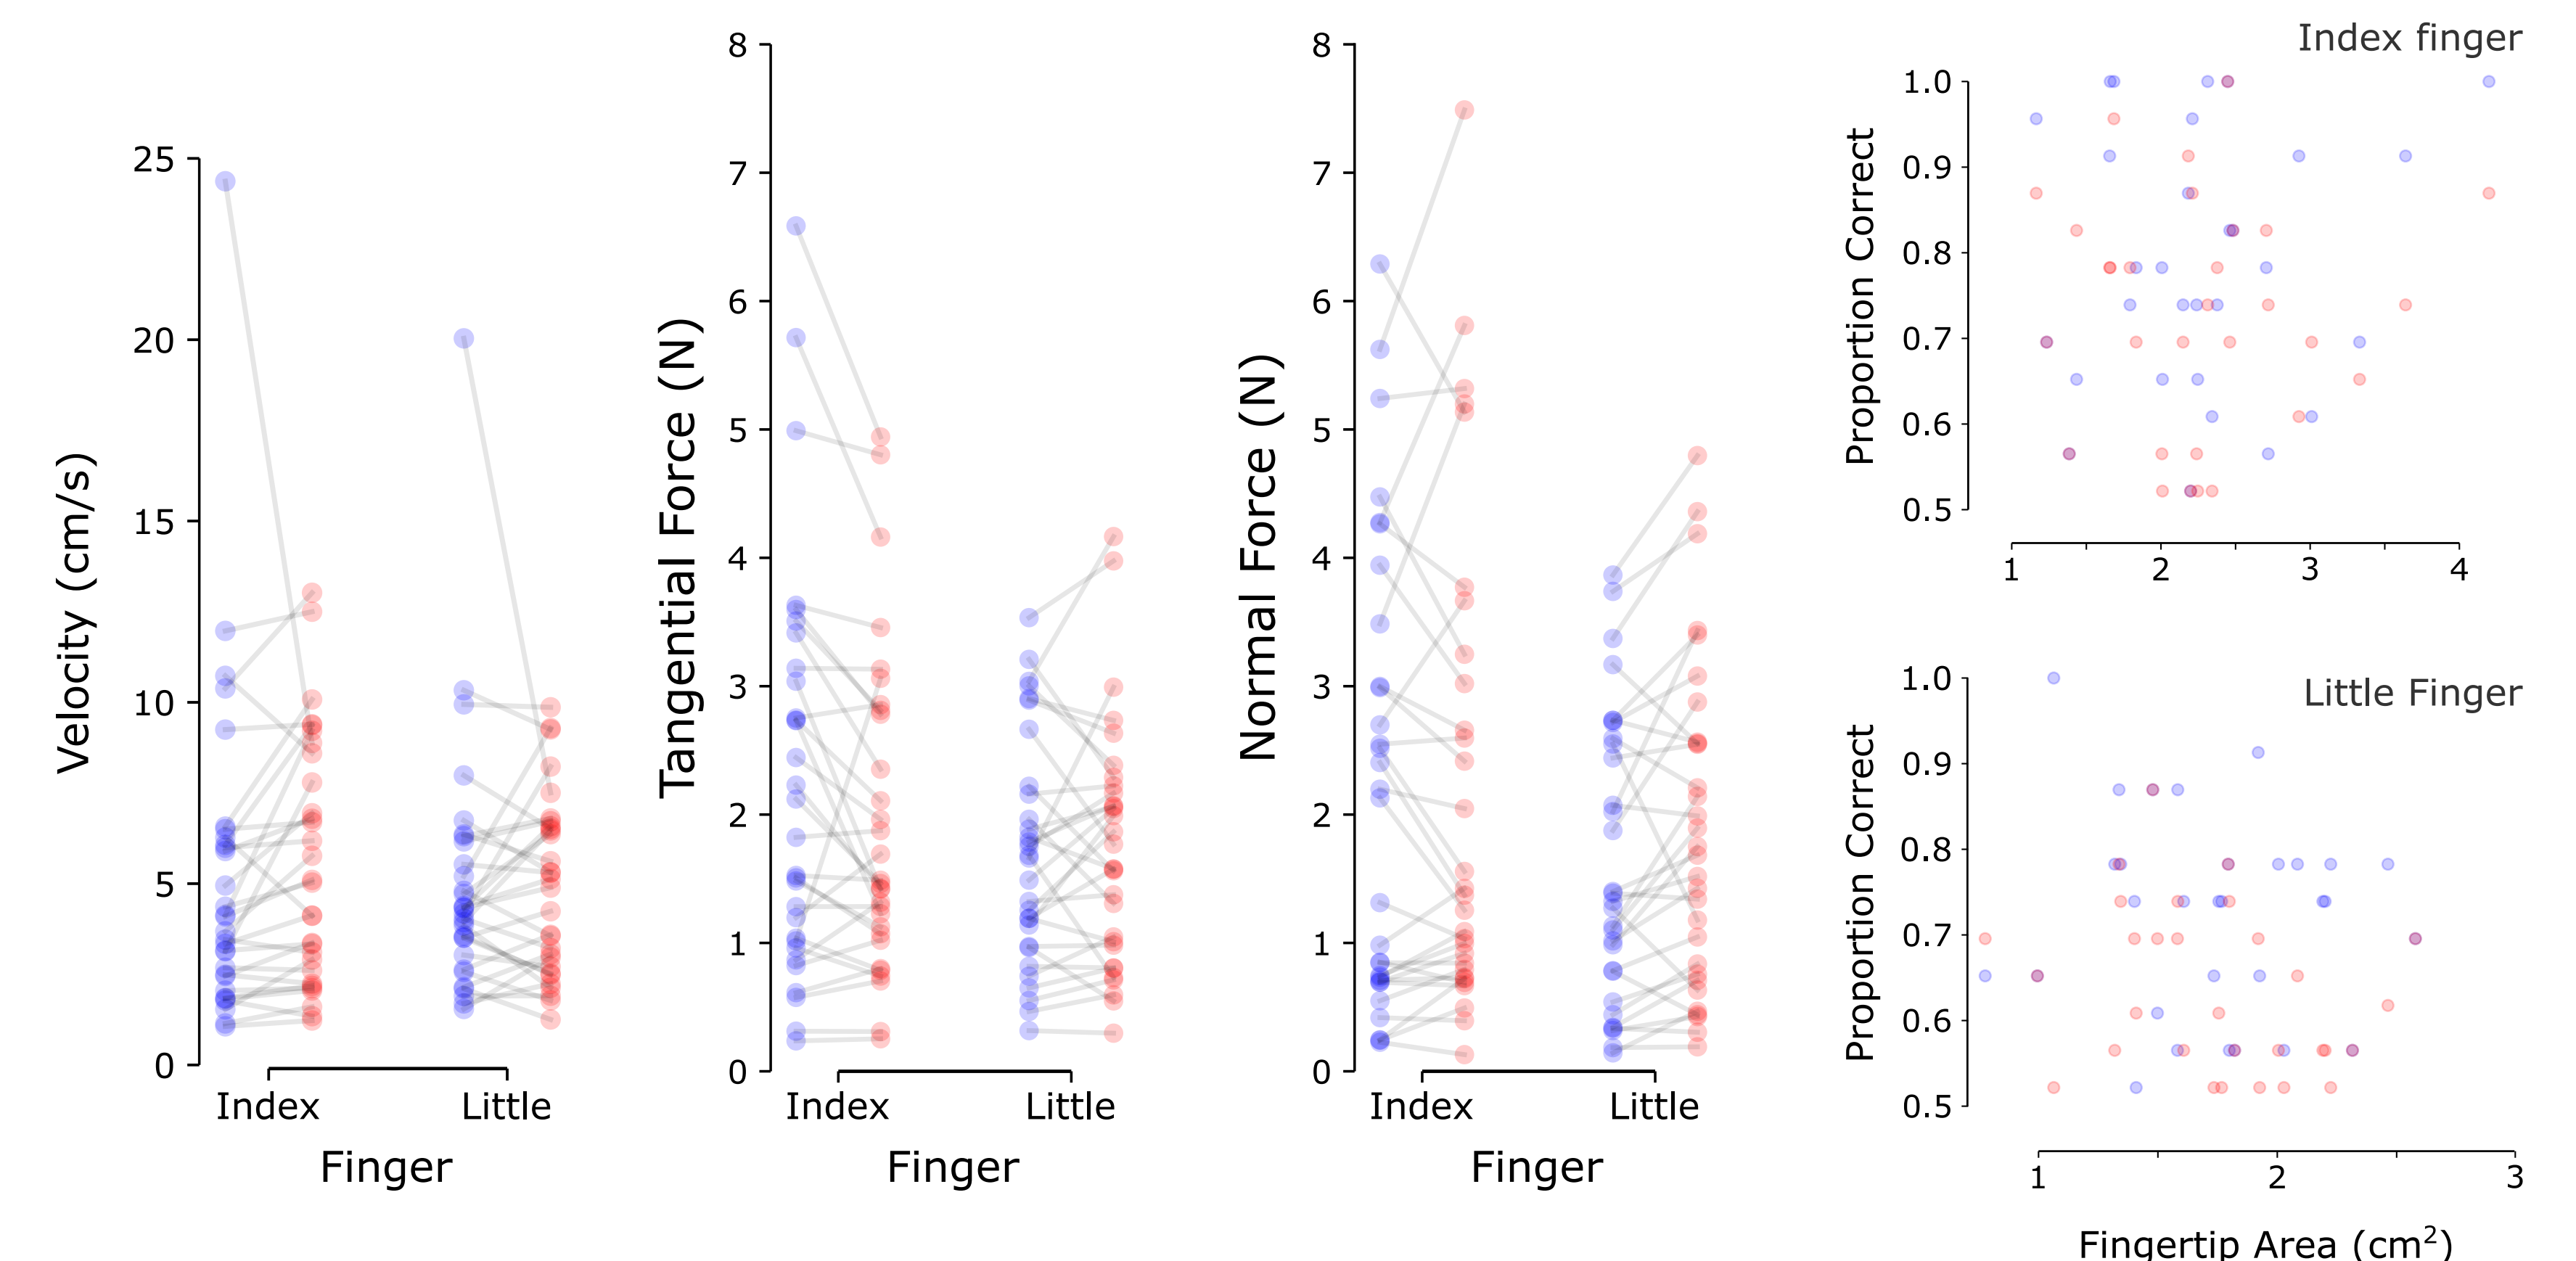 Velocity (cm/s)
25
20
15
10
5
0
Index Little
Finger
Tangential Force (N)
8
7
6
5
4
3
2
1
0
Index Little
Finger
Normal Force (N)
8
7
6
5
4
3
2
1
0
Index Little
Finger
Index finger
Proportion Correct
1.0
0.9
0.8
0.7
0.6
0.5
1 2 3 4
Little Finger
Proportion Correct
1.0
0.9
0.8
0.7
0.6
0.5
1 2 3
Fingertip Area (cm²)